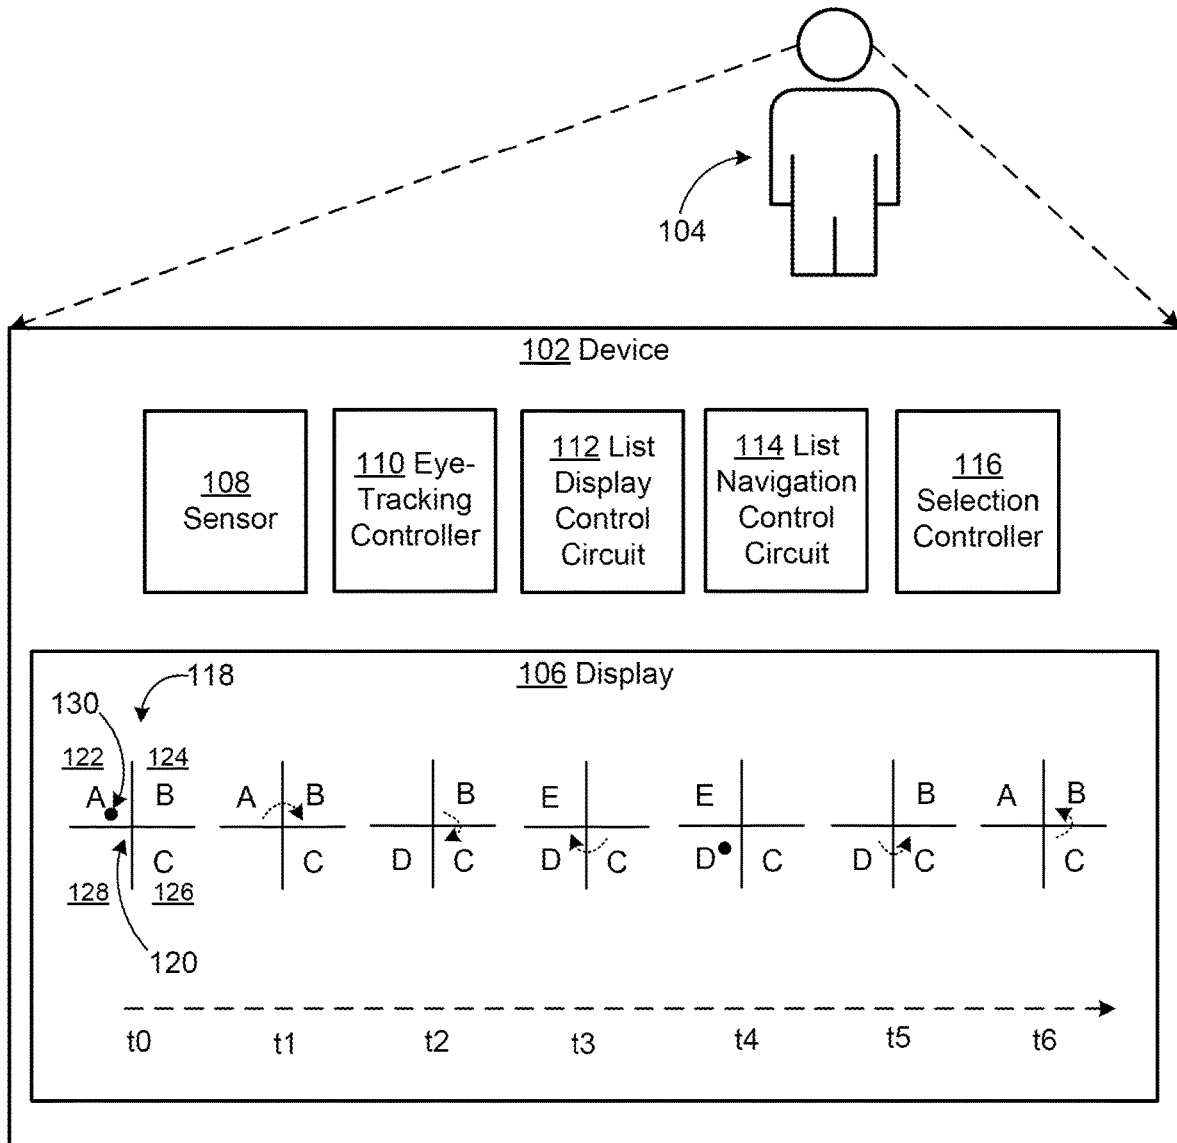 104
102 Device
108
Sensor
110 Eye-
Tracking
Controller
112 List
Display
Control
Circuit
114 List
Navigation
Control
Circuit
116
Selection
Controller
106 Display
118
130
122 124
A B A B B E E B A B
C C D C D C D C D C C
128 126
120
t0 t1 t2 t3 t4 t5 t6